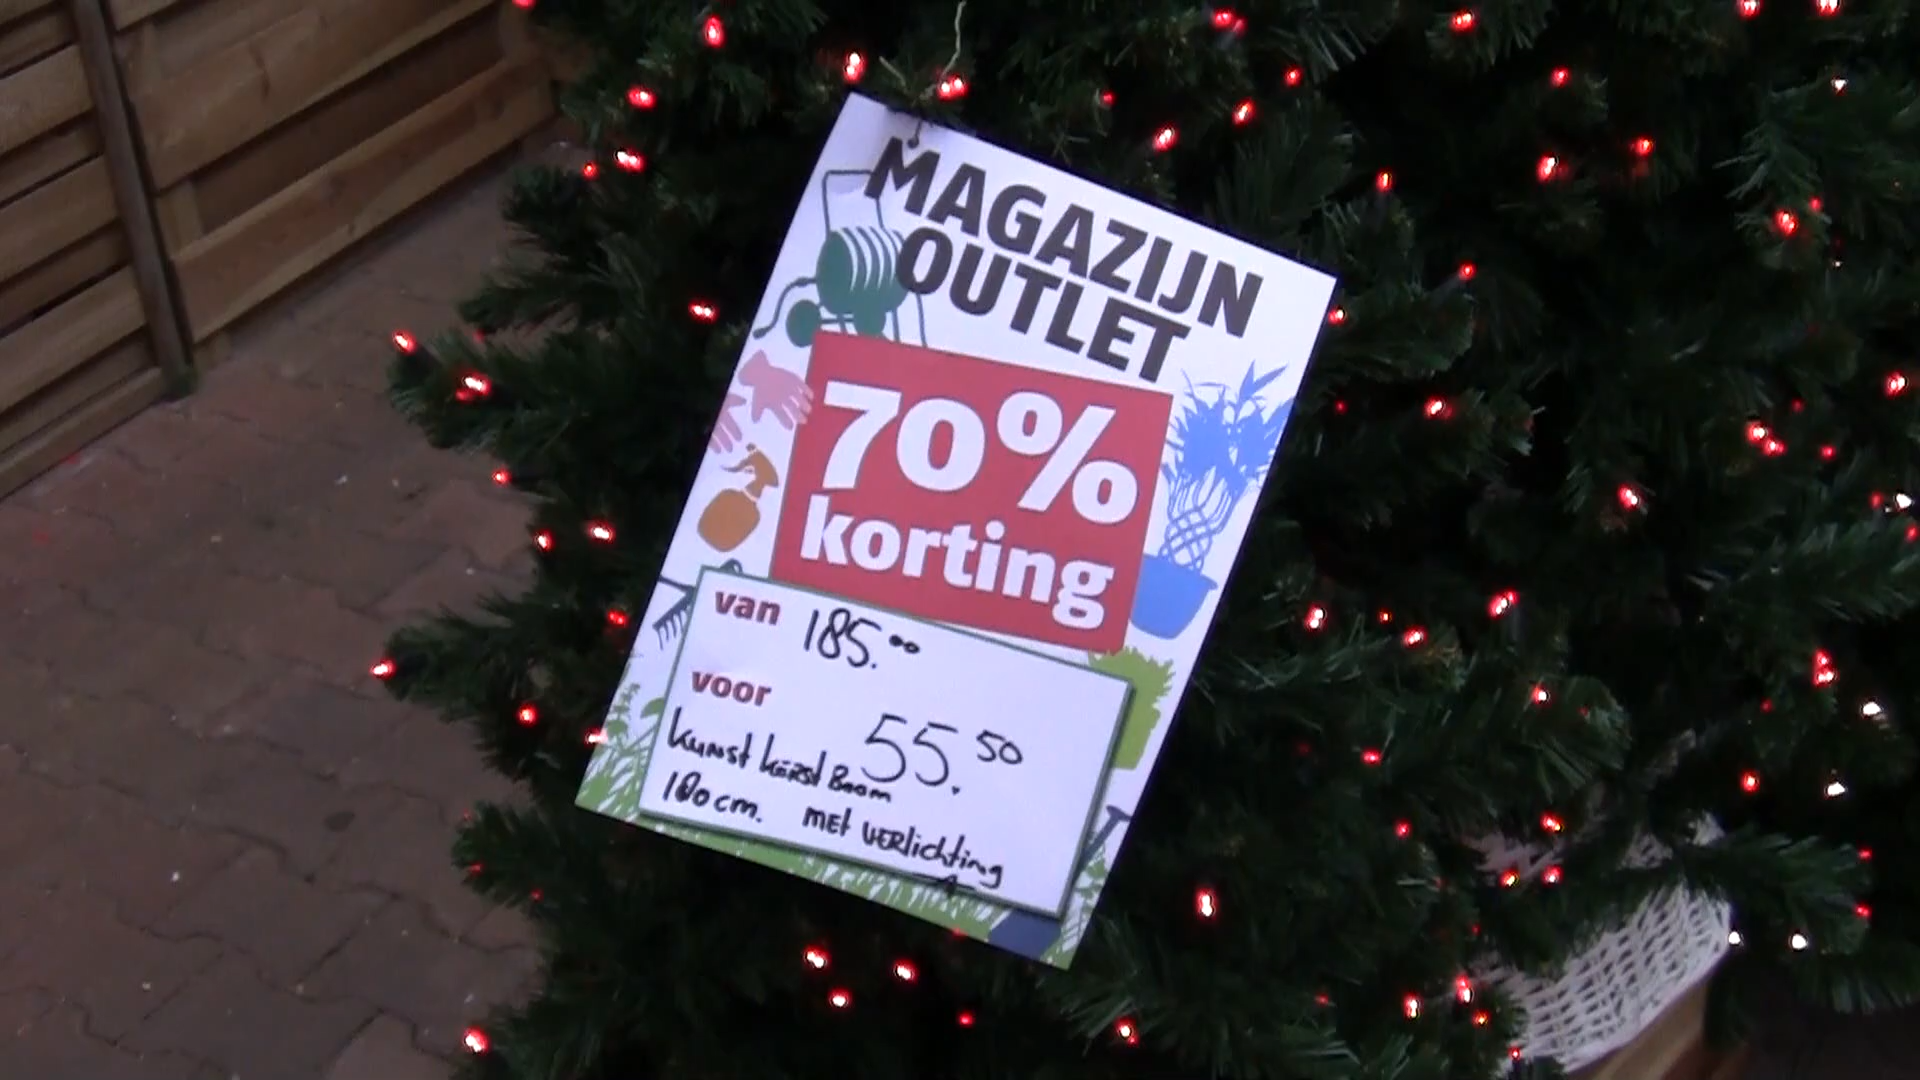 MAGAZIJN
OUTLET
70%
korting
van 185.00
voor
55.50
kunst kerst Boom
180 cm. met verlichting